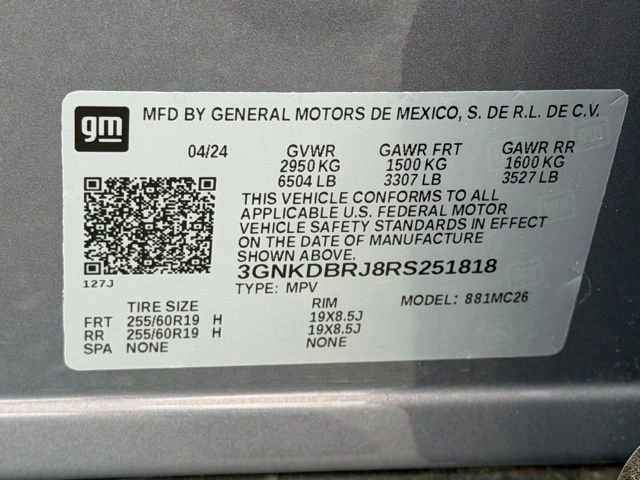 gm
MFD BY GENERAL MOTORS DE MEXICO, S. DE R.L. DE C.V.
04/24 GVWR GAWR FRT GAWR RR
2950 KG 1500 KG 1600 KG
6504 LB 3307 LB 3527 LB
THIS VEHICLE CONFORMS TO ALL
APPLICABLE U.S. FEDERAL MOTOR
VEHICLE SAFETY STANDARDS IN EFFECT
ON THE DATE OF MANUFACTURE
SHOWN ABOVE.
3GNKDBRJ8RS251818
127J TYPE: MPV MODEL: 881MC26
TIRE SIZE RIM
FRT 255/60R19 H 19X8.5J
RR 255/60R19 H 19X8.5J
SPA NONE NONE